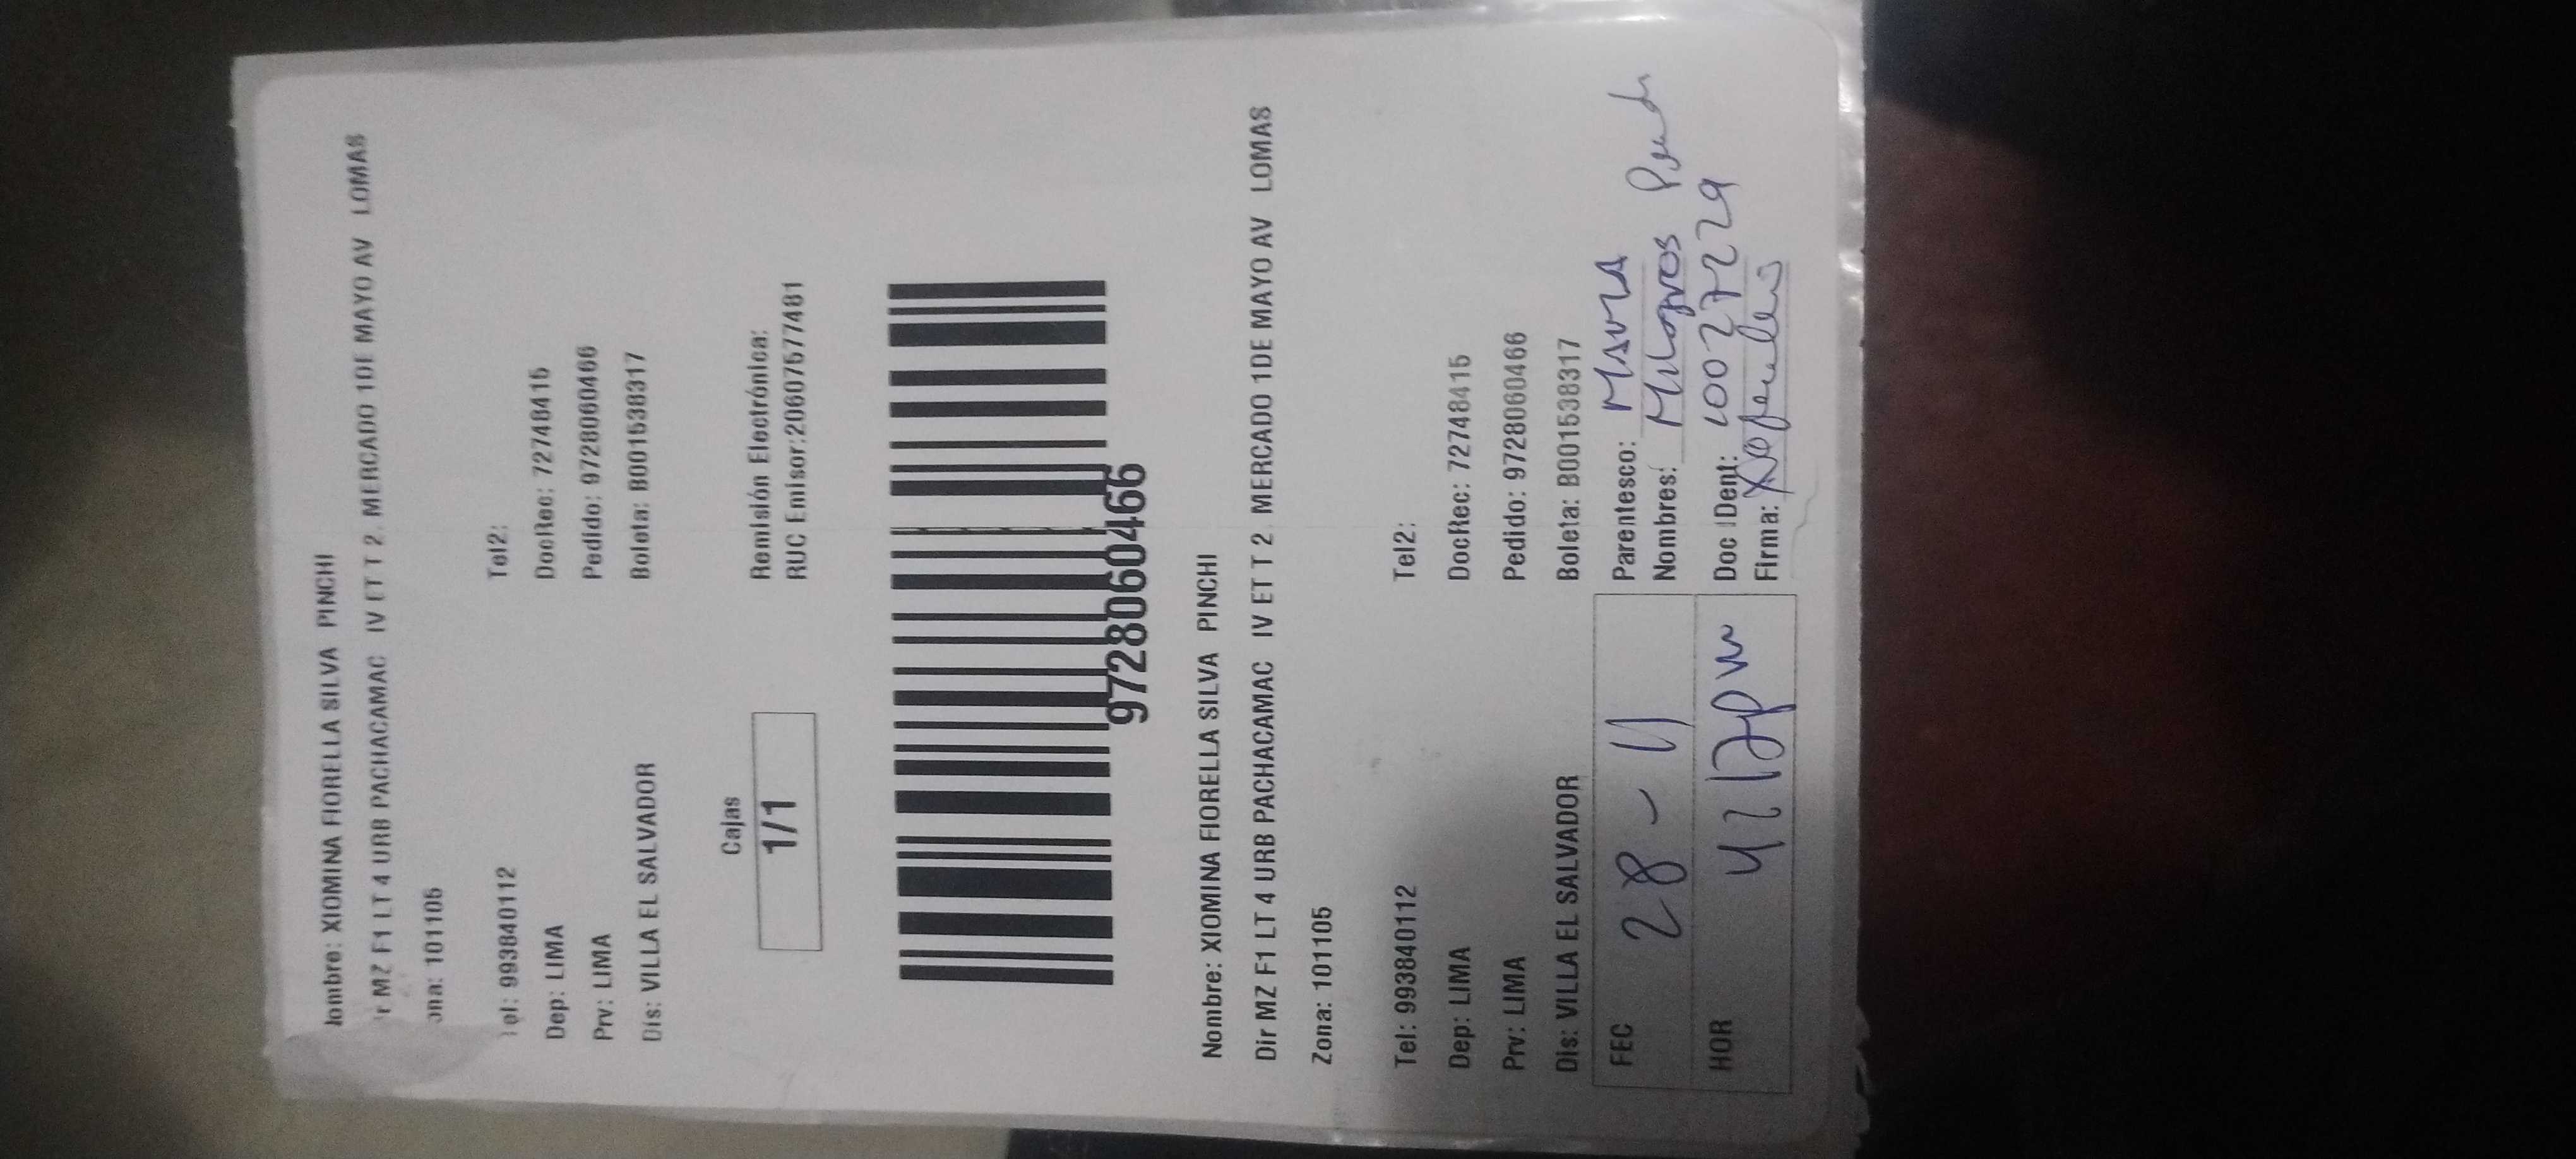 Nombre: XIOMINA FIORELLA SILVA PINCHI
Dir MZ F1 LT 4 URB PACHACAMAC IV ET T 2. MERCADO 1DE MAYO AV LOMAS
ona: 101105
Tel: 993840112 Tel2:
Dep: LIMA DocRec: 72748415
Prv: LIMA Pedido: 9728060466
Dis: VILLA EL SALVADOR Boleta: B001538317
Cajas
1/1
Remisión Electrónica:
RUC Emisor:20607577481
9728060466
Nombre: XIOMINA FIORELLA SILVA PINCHI
Dir MZ F1 LT 4 URB PACHACAMAC IV ET T 2. MERCADO 1DE MAYO AV LOMAS
Zona: 101105
Tel: 993840112 Tel2:
Dep: LIMA DocRec: 72748415
Prv: LIMA Pedido: 9728060466
Dis: VILLA EL SALVADOR Boleta: B001538317
FEC 28-11 Parentesco:
Nombres: Milagros
HOR Doc IDent: 10027729
Firma: